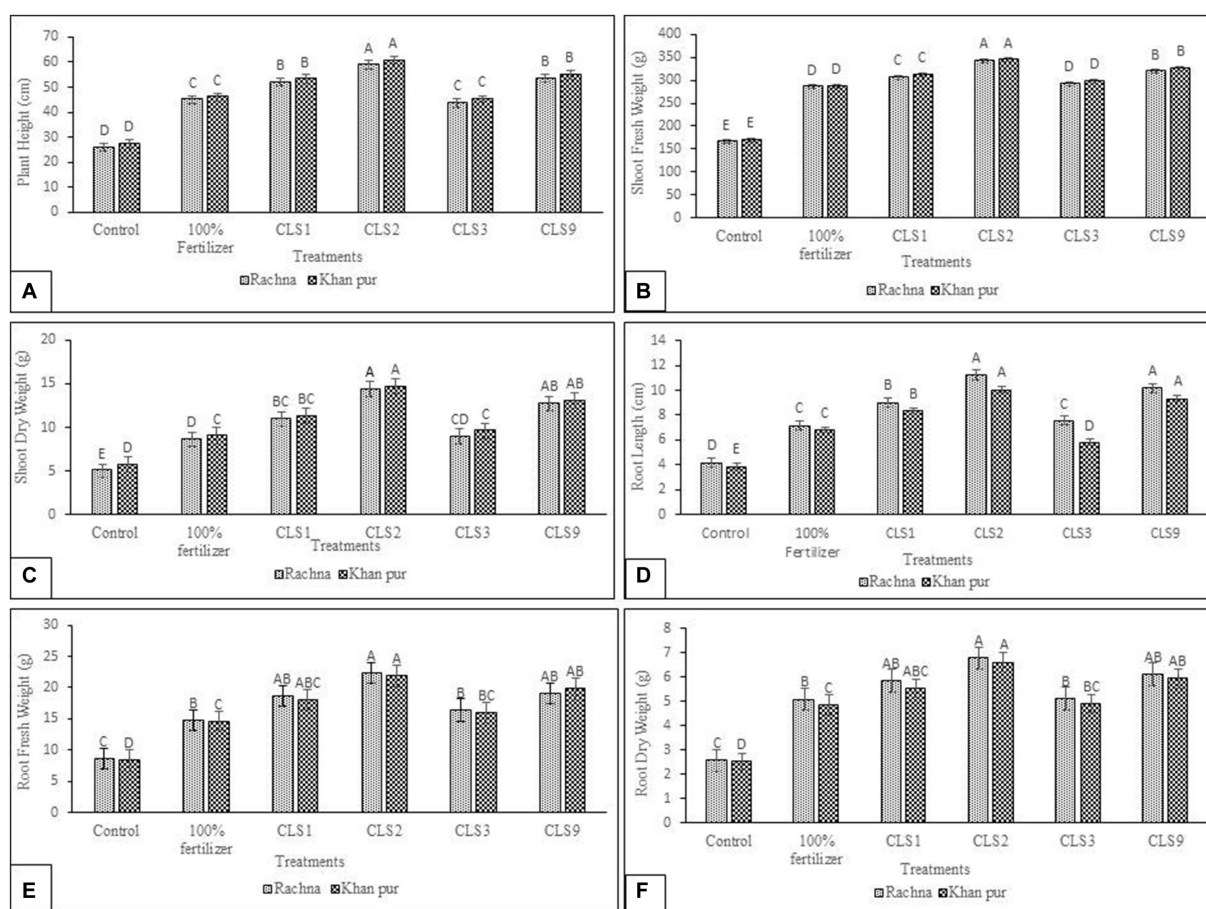 Plant Height (cm)
70
60
50
40
30
20
10
0
D D C C B B A A C C B B
Control 100% Fertilizer CLS1 CLS2 CLS3 CLS9
Treatments
Rachna Khan pur
A
Shoot Fresh Weight (g)
400
350
300
250
200
150
100
50
0
E E D D C C A A D D B B
Control 100% fertilizer CLS1 CLS2 CLS3 CLS9
Treatments
Rachna Khan pur
B
Shoot Dry Weight (g)
20
15
10
5
0
E D D C BC BC A A CD C AB AB
Control 100% fertilizer CLS1 CLS2 CLS3 CLS9
Treatments
Rachna Khan pur
C
Root Length (cm)
14
12
10
8
6
4
2
0
D E C C B B A A C D A A
Control 100% Fertilizer CLS1 CLS2 CLS3 CLS9
Treatments
Rachna Khan pur
D
Root Fresh Weight (g)
30
25
20
15
10
5
0
C D B C AB ABC A A B BC AB AB
Control 100% fertilizer CLS1 CLS2 CLS3 CLS9
Treatments
Rachna Khan pur
E
Root Dry Weight (g)
8
7
6
5
4
3
2
1
0
C D B C AB ABC A A B BC AB AB
Control 100% fertilizer CLS1 CLS2 CLS3 CLS9
Treatments
Rachna Khan pur
F